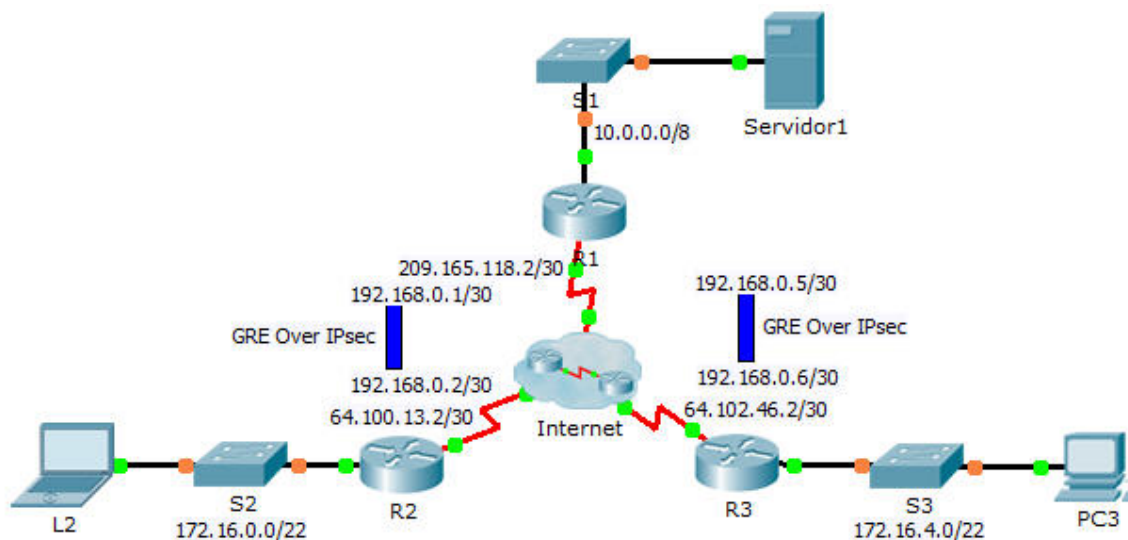 S1
Servidor1
10.0.0.0/8
R1
209.165.118.2/30
192.168.0.1/30
GRE Over IPsec
192.168.0.2/30
64.100.13.2/30
192.168.0.5/30
GRE Over IPsec
192.168.0.6/30
64.102.46.2/30
Internet
L2
S2
172.16.0.0/22
R2
R3
S3
172.16.4.0/22
PC3